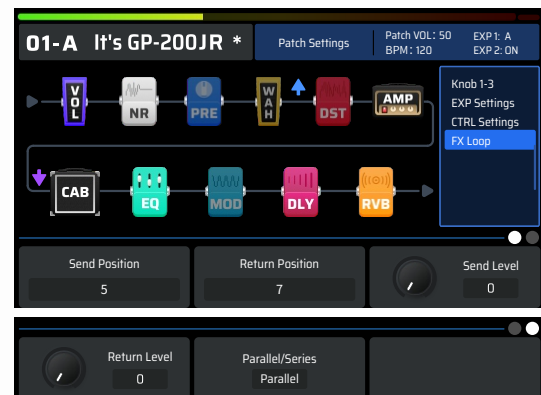 01-A It's GP-200JR *
Patch Settings
Patch VOL: 50
BPM: 120
EXP 1: A
EXP 2: ON
VOL
NR
PRE
WAH
DST
AMP
Knob 1-3
EXP Settings
CTRL Settings
FX Loop
CAB
EQ
MOD
DLY
RVB
Send Position
5
Return Position
7
Send Level
0
Return Level
0
Parallel/Series
Parallel